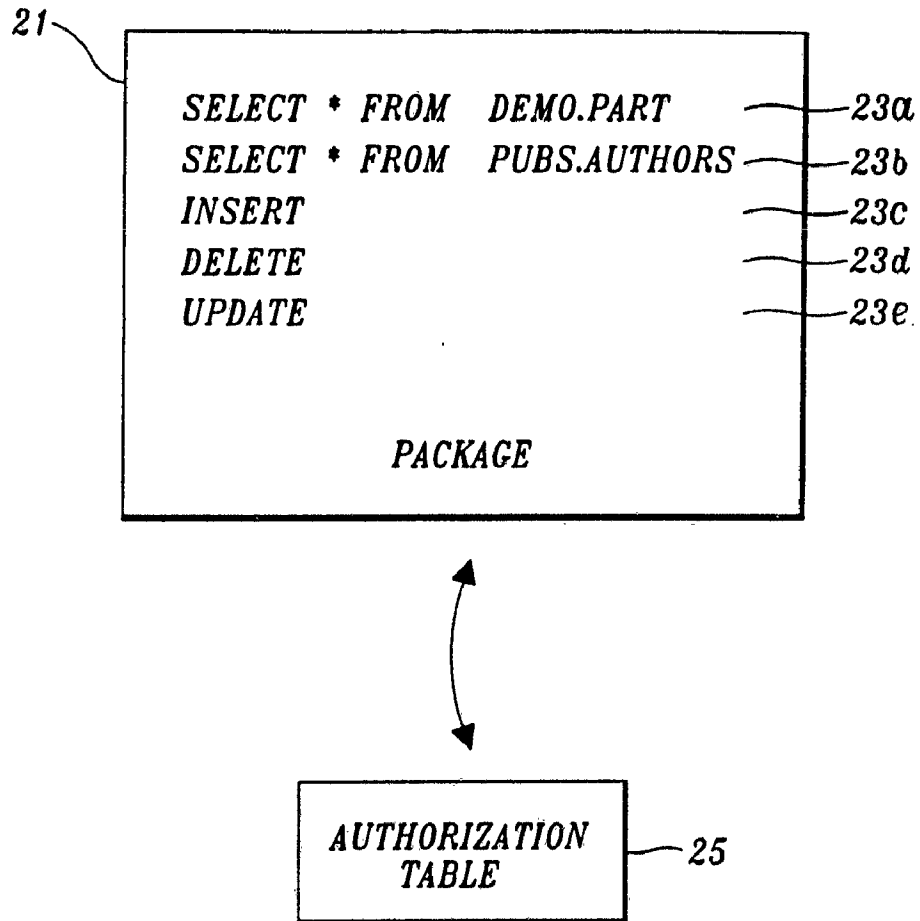 21
SELECT * FROM DEMO.PART 23a
SELECT * FROM PUBS.AUTHORS 23b
INSERT 23c
DELETE 23d
UPDATE 23e
PACKAGE
AUTHORIZATION
TABLE
25